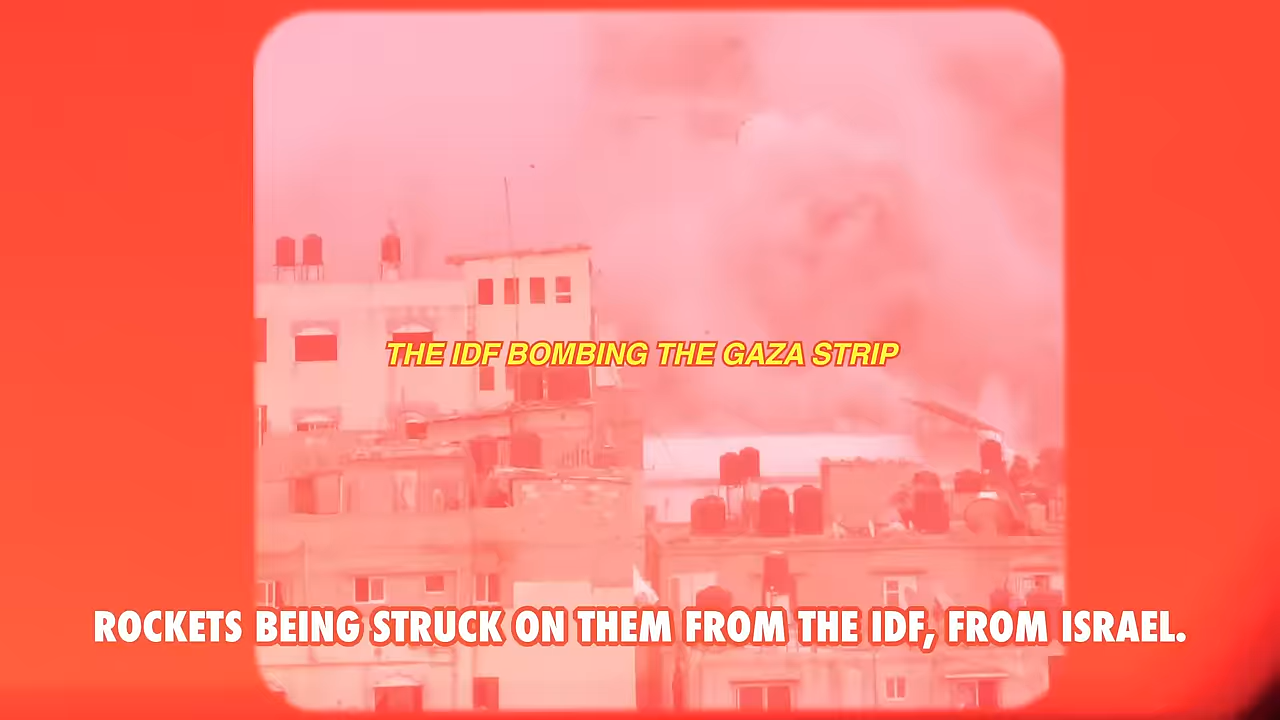 THE IDF BOMBING THE GAZA STRIP
ROCKETS BEING STRUCK ON THEM FROM THE IDF, FROM ISRAEL.